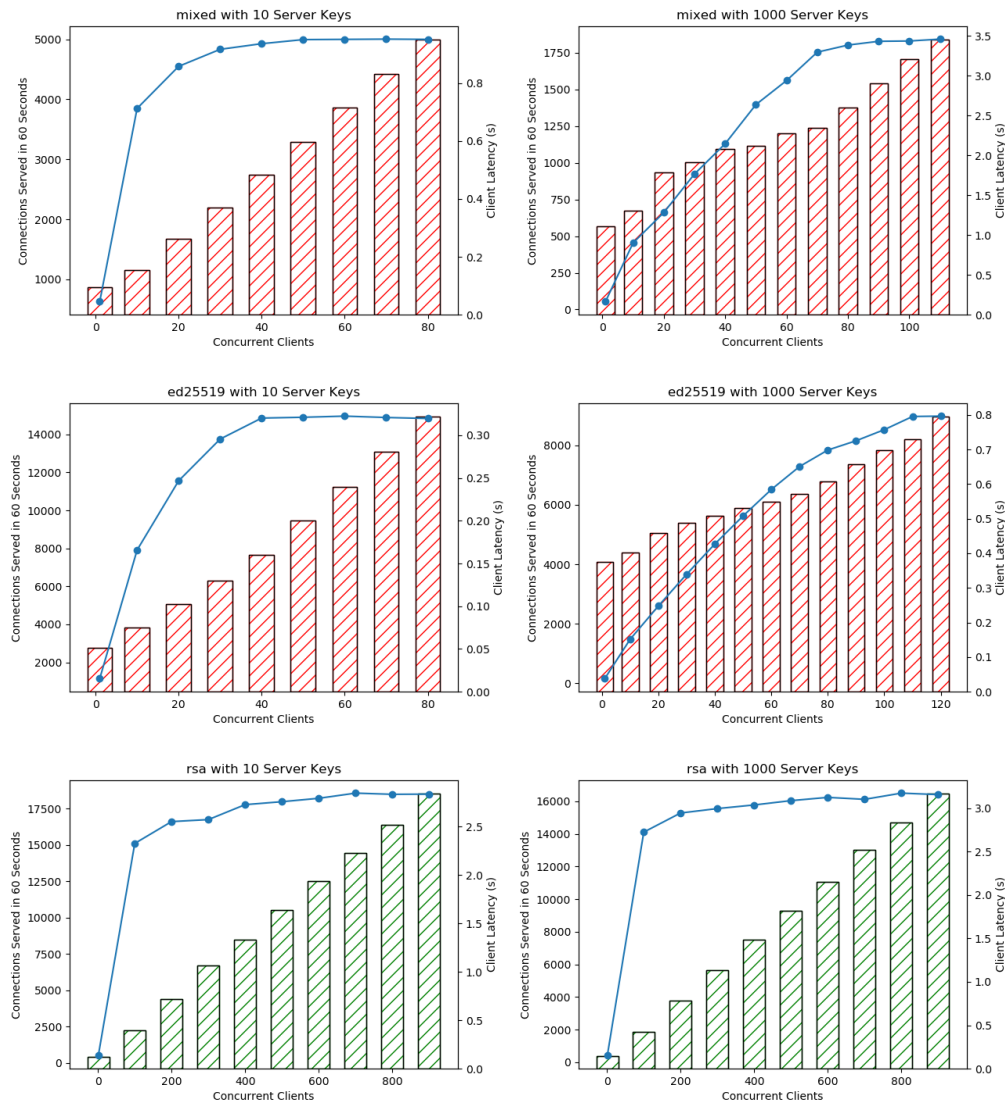 mixed with 10 Server Keys
5000
4000
3000
2000
1000
Connections Served in 60 Seconds
0.8
0.6
0.4
0.2
0.0
Client Latency (s)
0 20 40 60 80
Concurrent Clients
mixed with 1000 Server Keys
1750
1500
1250
1000
750
500
250
0
Connections Served in 60 Seconds
3.5
3.0
2.5
2.0
1.5
1.0
0.5
0.0
Client Latency (s)
0 20 40 60 80 100
Concurrent Clients
ed25519 with 10 Server Keys
14000
12000
10000
8000
6000
4000
2000
Connections Served in 60 Seconds
0.30
0.25
0.20
0.15
0.10
0.05
0.00
Client Latency (s)
0 20 40 60 80
Concurrent Clients
ed25519 with 1000 Server Keys
8000
6000
4000
2000
0
Connections Served in 60 Seconds
0.8
0.7
0.6
0.5
0.4
0.3
0.2
0.1
0.0
Client Latency (s)
0 20 40 60 80 100 120
Concurrent Clients
rsa with 10 Server Keys
17500
15000
12500
10000
7500
5000
2500
0
Connections Served in 60 Seconds
2.5
2.0
1.5
1.0
0.5
0.0
Client Latency (s)
0 200 400 600 800
Concurrent Clients
rsa with 1000 Server Keys
16000
14000
12000
10000
8000
6000
4000
2000
0
Connections Served in 60 Seconds
3.0
2.5
2.0
1.5
1.0
0.5
0.0
Client Latency (s)
0 200 400 600 800
Concurrent Clients